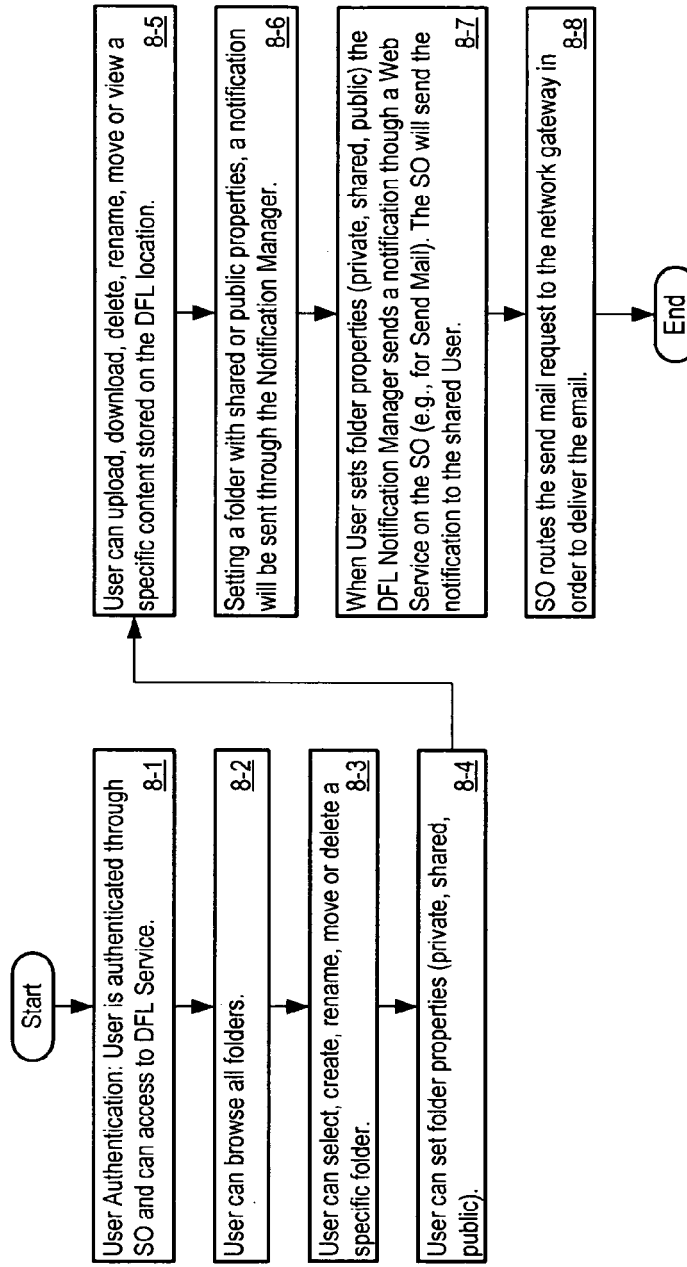 Start
User Authentication: User is authenticated through
SO and can access to DFL Service.
8-1
User can browse all folders.
8-2
User can select, create, rename, move or delete a
specific folder.
8-3
User can set folder properties (private, shared,
public).
8-4
User can upload, download, delete, rename, move or view a
specific content stored on the DFL location.
8-5
Setting a folder with shared or public properties, a notification
will be sent through the Notification Manager.
8-6
When User sets folder properties (private, shared, public) the
DFL Notification Manager sends a notification though a Web
Service on the SO (e.g., for Send Mail). The SO will send the
notification to the shared User.
8-7
SO routes the send mail request to the network gateway in
order to deliver the email.
8-8
End